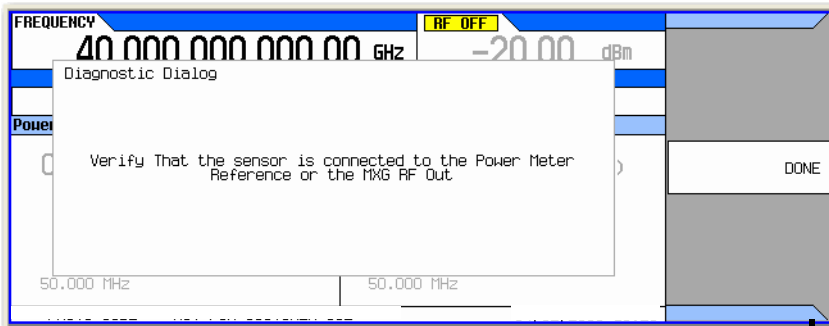 FREQUENCY
RF OFF
40.000 000 000 00 GHz
-20.00 dBm
Diagnostic Dialog
Power
Verify That the sensor is connected to the Power Meter
Reference or the MXG RF Out
DONE
50.000 MHz
50.000 MHz